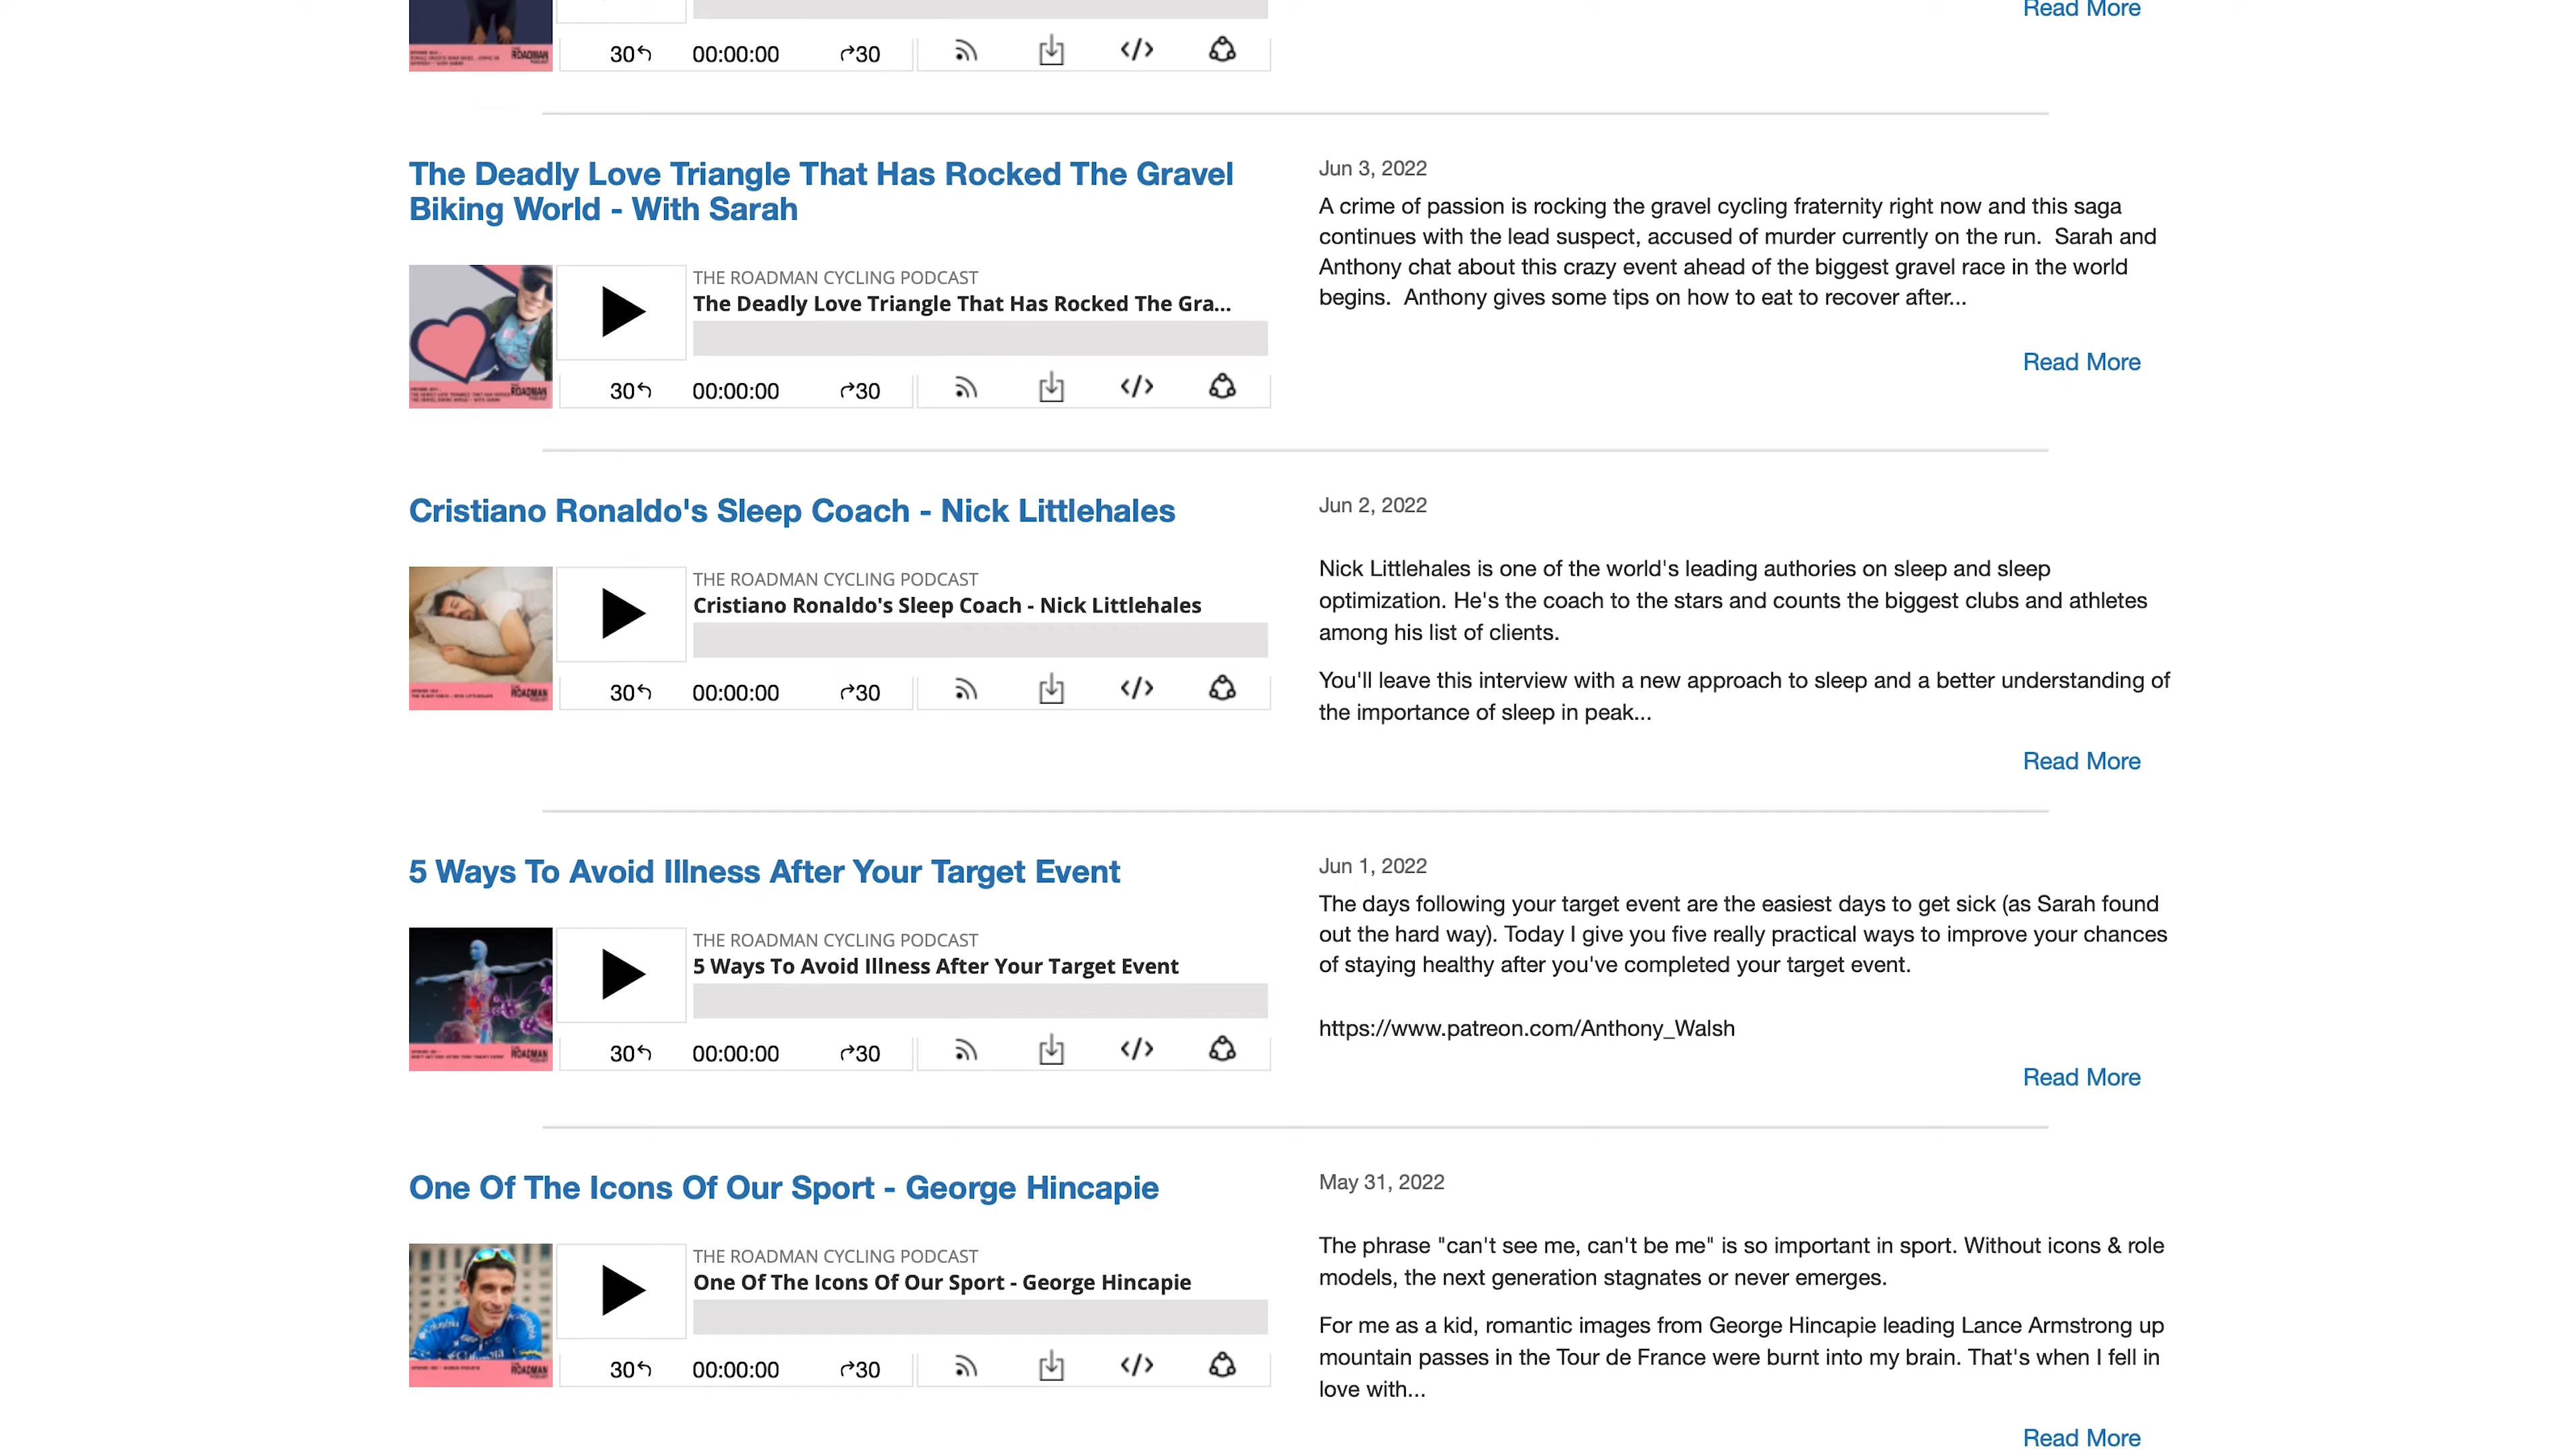 Read More
30
00:00:00
30
</>
The Deadly Love Triangle That Has Rocked The Gravel
Biking World - With Sarah
THE ROADMAN CYCLING PODCAST
The Deadly Love Triangle That Has Rocked The Gra...
30
00:00:00
30
</>
ROADMAN
Jun 3, 2022
A crime of passion is rocking the gravel cycling fraternity right now and this saga
continues with the lead suspect, accused of murder currently on the run.  Sarah and
Anthony chat about this crazy event ahead of the biggest gravel race in the world
begins.  Anthony gives some tips on how to eat to recover after...
Read More
Cristiano Ronaldo's Sleep Coach - Nick Littlehales
THE ROADMAN CYCLING PODCAST
Cristiano Ronaldo's Sleep Coach - Nick Littlehales
30
00:00:00
30
</>
ROADMAN
Jun 2, 2022
Nick Littlehales is one of the world's leading authories on sleep and sleep
optimization. He's the coach to the stars and counts the biggest clubs and athletes
among his list of clients.
You'll leave this interview with a new approach to sleep and a better understanding of
the importance of sleep in peak...
Read More
5 Ways To Avoid Illness After Your Target Event
THE ROADMAN CYCLING PODCAST
5 Ways To Avoid Illness After Your Target Event
30
00:00:00
30
</>
ROADMAN
Jun 1, 2022
The days following your target event are the easiest days to get sick (as Sarah found
out the hard way). Today I give you five really practical ways to improve your chances
of staying healthy after you've completed your target event.
https://www.patreon.com/Anthony_Walsh
Read More
One Of The Icons Of Our Sport - George Hincapie
THE ROADMAN CYCLING PODCAST
One Of The Icons Of Our Sport - George Hincapie
30
00:00:00
30
</>
ROADMAN
May 31, 2022
The phrase "can't see me, can't be me" is so important in sport. Without icons & role
models, the next generation stagnates or never emerges.
For me as a kid, romantic images from George Hincapie leading Lance Armstrong up
mountain passes in the Tour de France were burnt into my brain. That's when I fell in
love with...
Read More